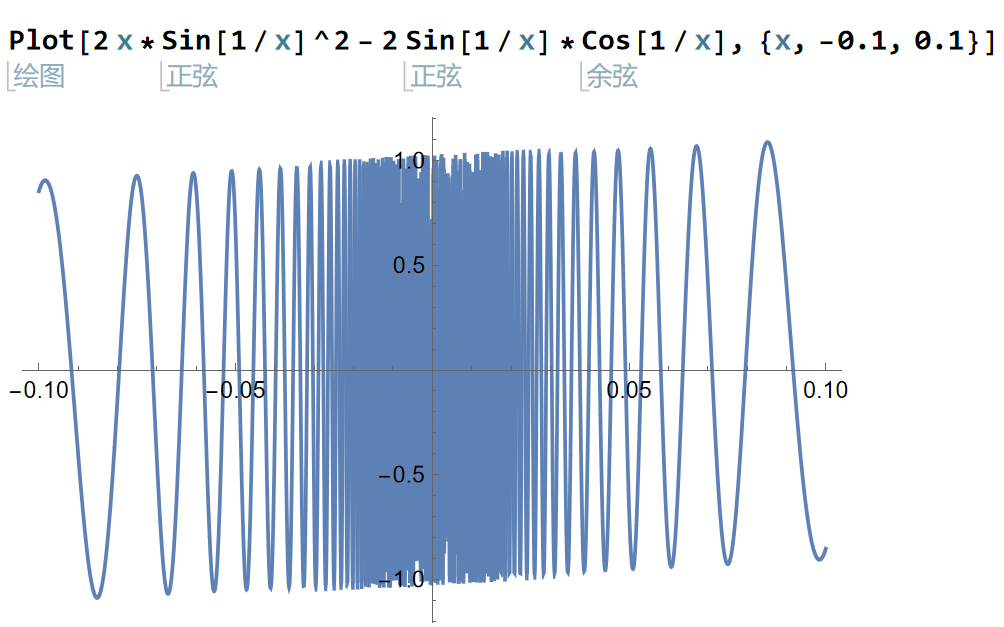 Plot[2 x * Sin[1 / x] ^ 2 - 2 Sin[1 / x] * Cos[1 / x], {x, -0.1, 0.1}]
绘图 正弦 正弦 余弦
1.0
0.5
-0.10 -0.05 0.05 0.10
-0.5
-1.0